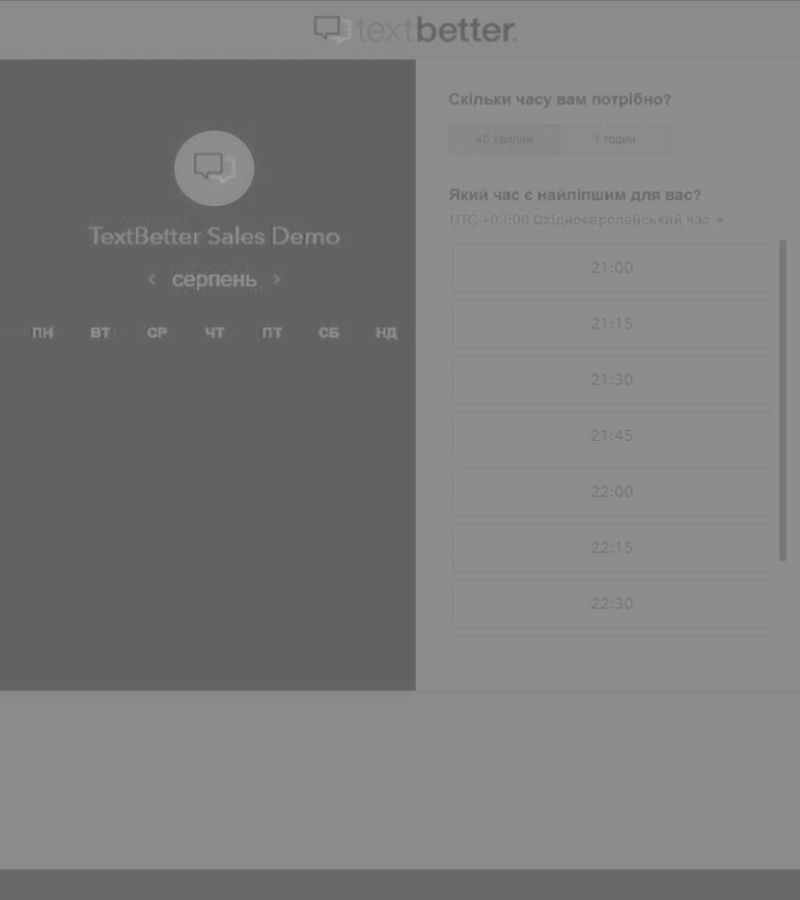 textbetter.
TextBetter Sales Demo
< серпень >
ПН ВТ СР ЧТ ПТ СБ НД
Скільки часу вам потрібно?
40 хвилин 1 годин
Який час є найліпшим для вас?
UTC +03:00 Східноєвропейський час
21:00
21:15
21:30
21:45
22:00
22:15
22:30